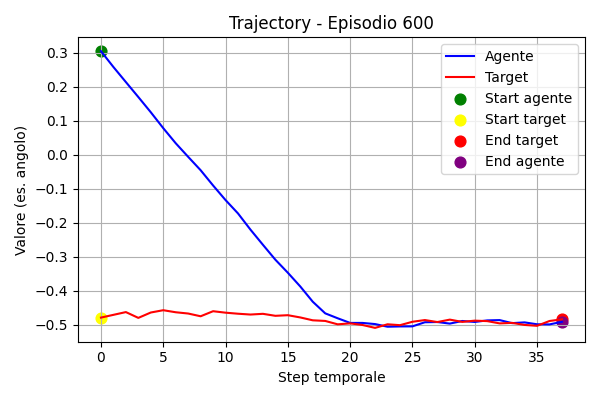 Trajectory - Episodio 600
Valore (es. angolo)
0.3
0.2
0.1
0.0
−0.1
−0.2
−0.3
−0.4
−0.5
Agente
Target
Start agente
Start target
End target
End agente
0 5 10 15 20 25 30 35
Step temporale